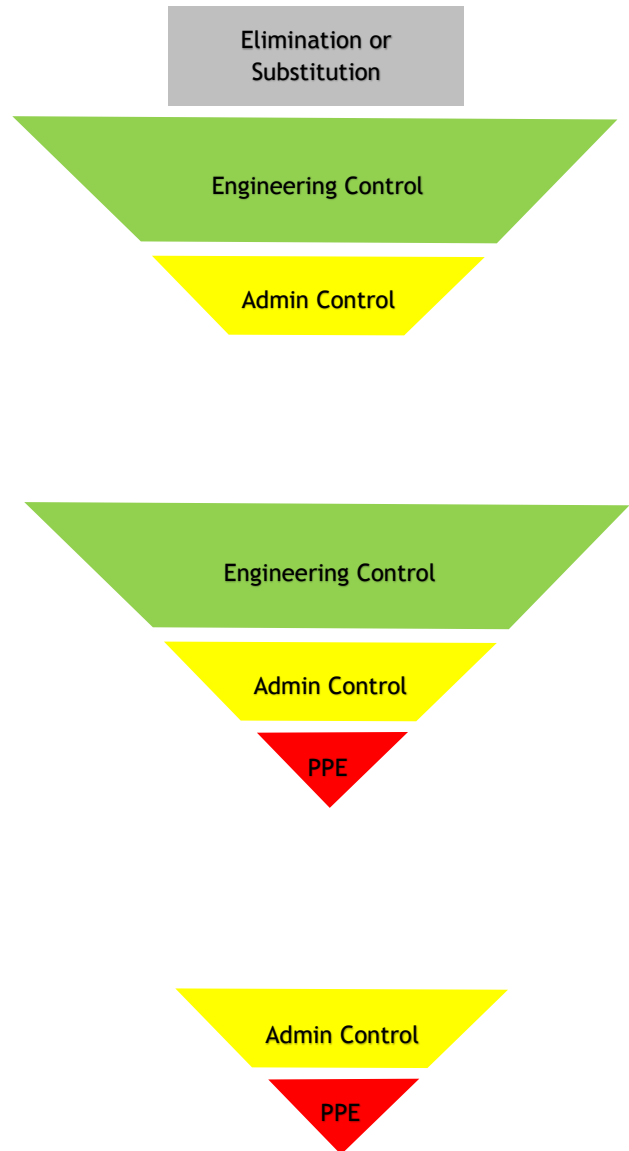 Elimination or
Substitution
Engineering Control
Admin Control
Engineering Control
Admin Control
PPE
Admin Control
PPE